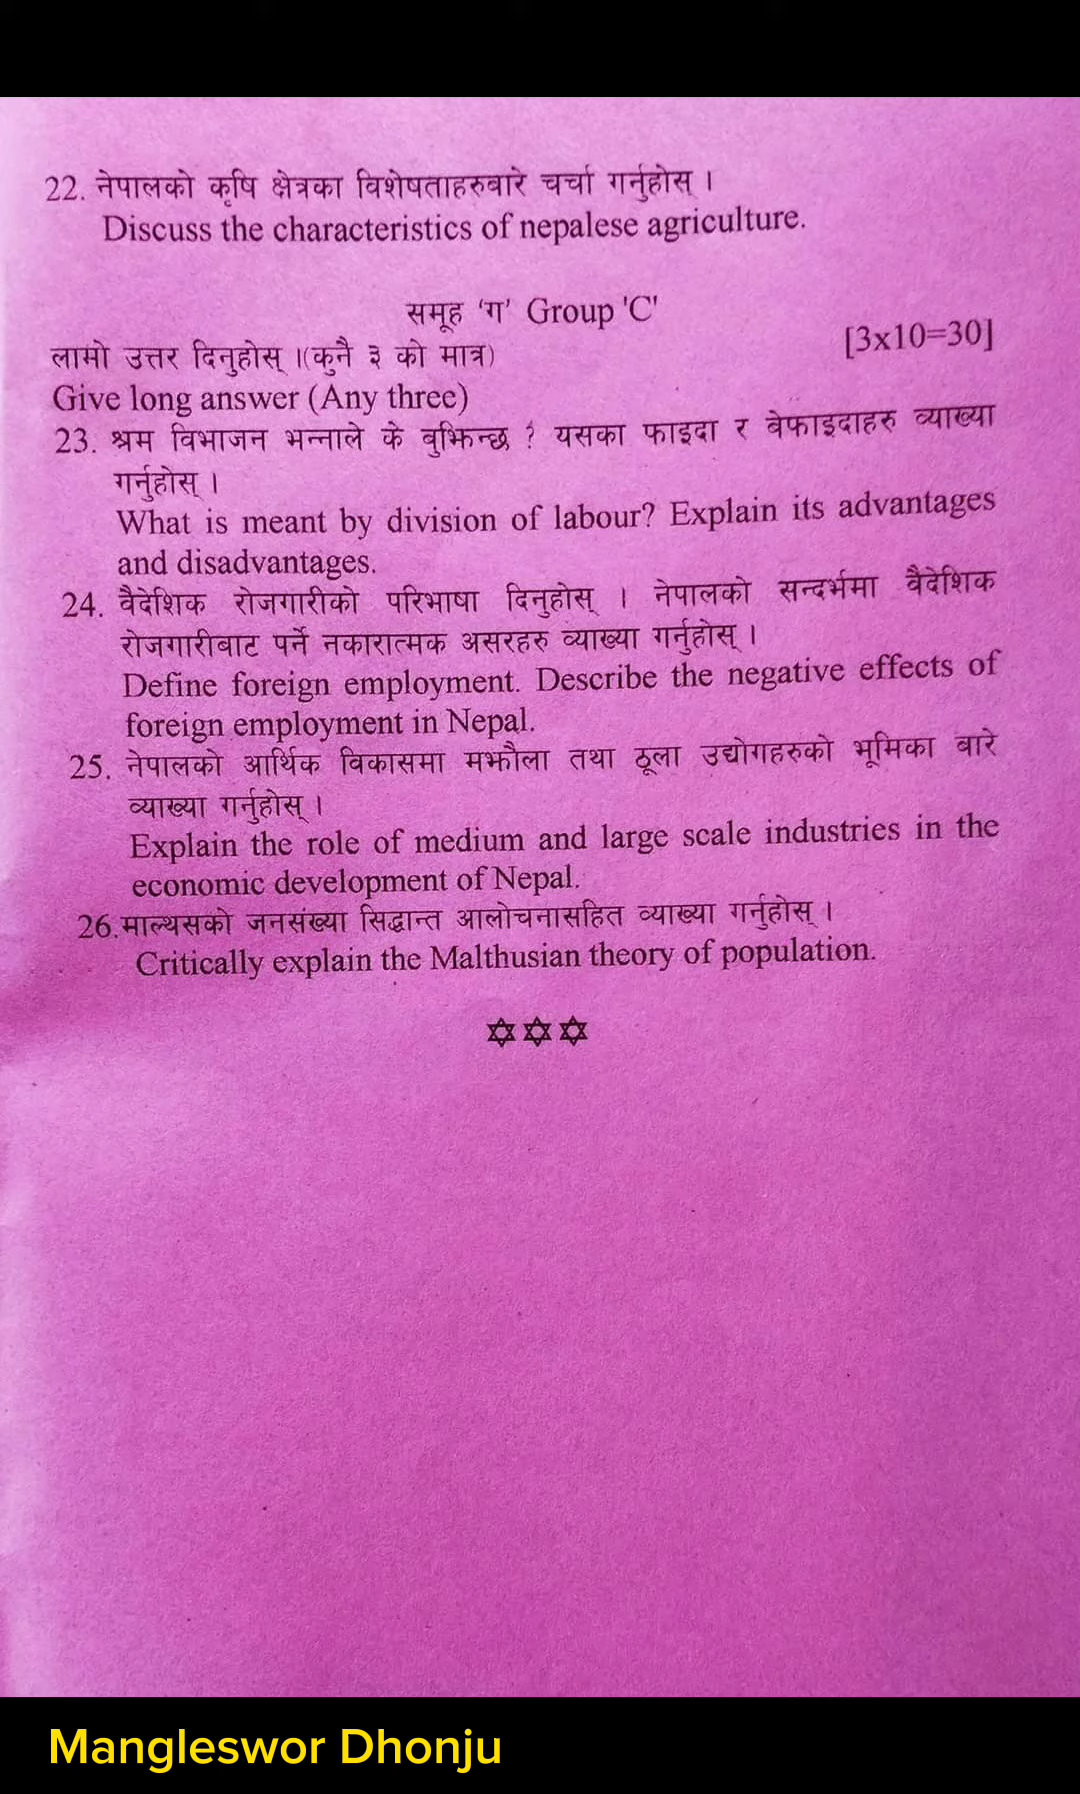 22. नेपालको कृषि क्षेत्रका विशेषताहरुबारे चर्चा गर्नुहोस् ।
Discuss the characteristics of nepalese agriculture.
समूह ‘ग’ Group 'C'
लामो उत्तर दिनुहोस् ।(कुनै ३ को मात्र) [3x10=30]
Give long answer (Any three)
23. श्रम विभाजन भन्नाले के बुझिन्छ ? यसका फाइदा र बेफाइदाहरु व्याख्या
गर्नुहोस् ।
What is meant by division of labour? Explain its advantages
and disadvantages.
24. वैदेशिक रोजगारीको परिभाषा दिनुहोस् । नेपालको सन्दर्भमा वैदेशिक
रोजगारीबाट पर्ने नकारात्मक असरहरु व्याख्या गर्नुहोस् ।
Define foreign employment. Describe the negative effects of
foreign employment in Nepal.
25. नेपालको आर्थिक विकासमा मझौला तथा ठूला उद्योगहरुको भूमिका बारे
व्याख्या गर्नुहोस् ।
Explain the role of medium and large scale industries in the
economic development of Nepal.
26.माल्थसको जनसंख्या सिद्धान्त आलोचनासहित व्याख्या गर्नुहोस् ।
Critically explain the Malthusian theory of population.
✡✡✡
Mangleswor Dhonju